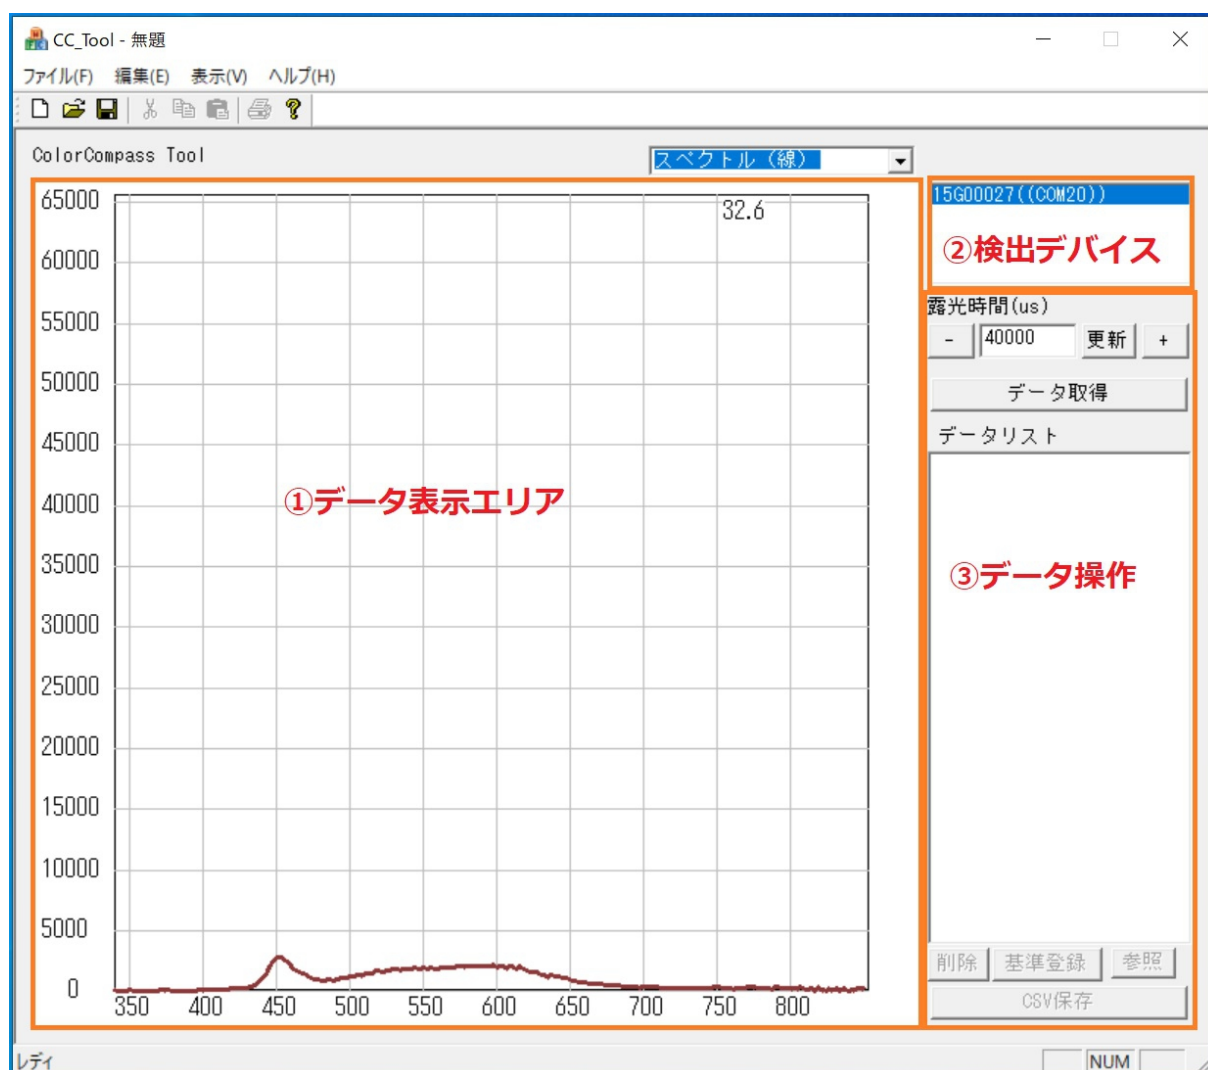 CC_Tool - 無題
ファイル(F) 編集(E) 表示(V) ヘルプ(H)
ColorCompass Tool
スペクトル (線)
65000
60000
55000
50000
45000
40000
35000
30000
25000
20000
15000
10000
5000
0
350 400 450 500 550 600 650 700 750 800
32.6
①データ表示エリア
15G00027((COM20))
②検出デバイス
露光時間(us)
- 40000 更新 +
データ取得
データリスト
③データ操作
削除 基準登録 参照
CSV保存
レディ
NUM